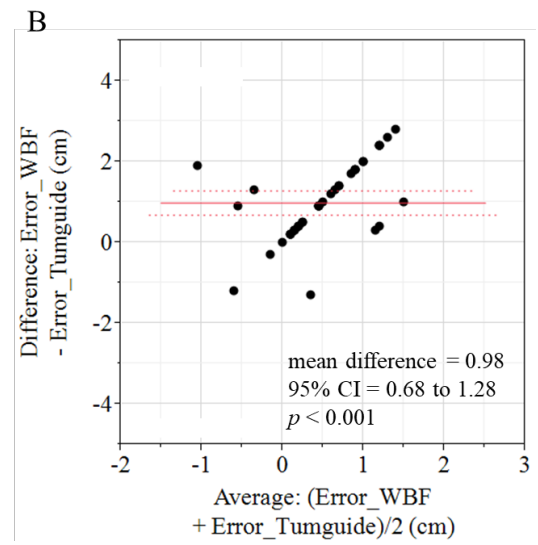 B
Difference: Error_WBF
- Error_Tumguide (cm)
4
2
0
-2
-4
mean difference = 0.98
95% CI = 0.68 to 1.28
p < 0.001
-2 -1 0 1 2 3
Average: (Error_WBF
+ Error_Tumguide)/2 (cm)